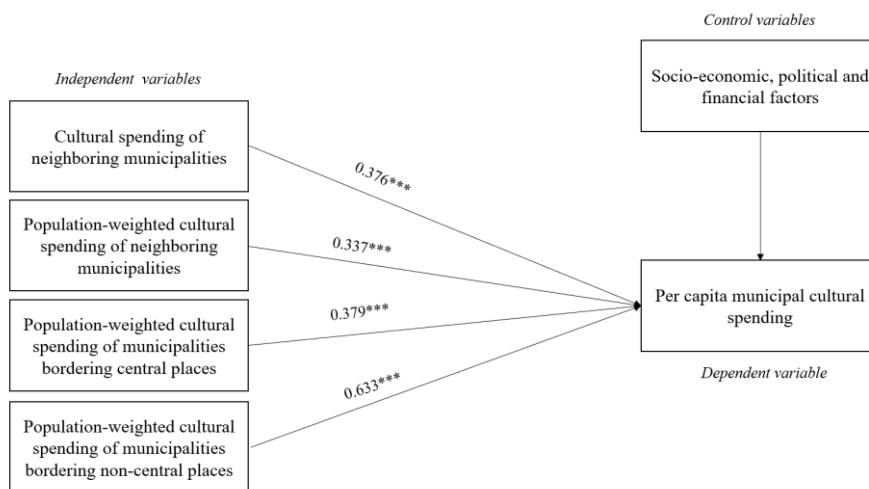 Control variables
Socio-economic, political and
financial factors
Independent variables
Cultural spending of
neighboring municipalities
0.376***
Population-weighted cultural
spending of neighboring
municipalities
0.337***
Population-weighted cultural
spending of municipalities
bordering central places
0.379***
Population-weighted cultural
spending of municipalities
bordering non-central places
0.633***
Per capita municipal cultural
spending
Dependent variable